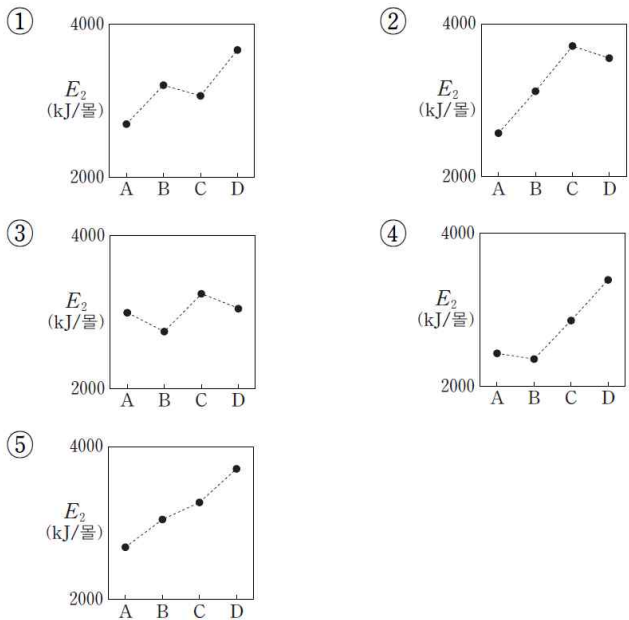 ①
4000
E₂
(kJ/몰)
2000
A B C D
②
4000
E₂
(kJ/몰)
2000
A B C D
③
4000
E₂
(kJ/몰)
2000
A B C D
④
4000
E₂
(kJ/몰)
2000
A B C D
⑤
4000
E₂
(kJ/몰)
2000
A B C D